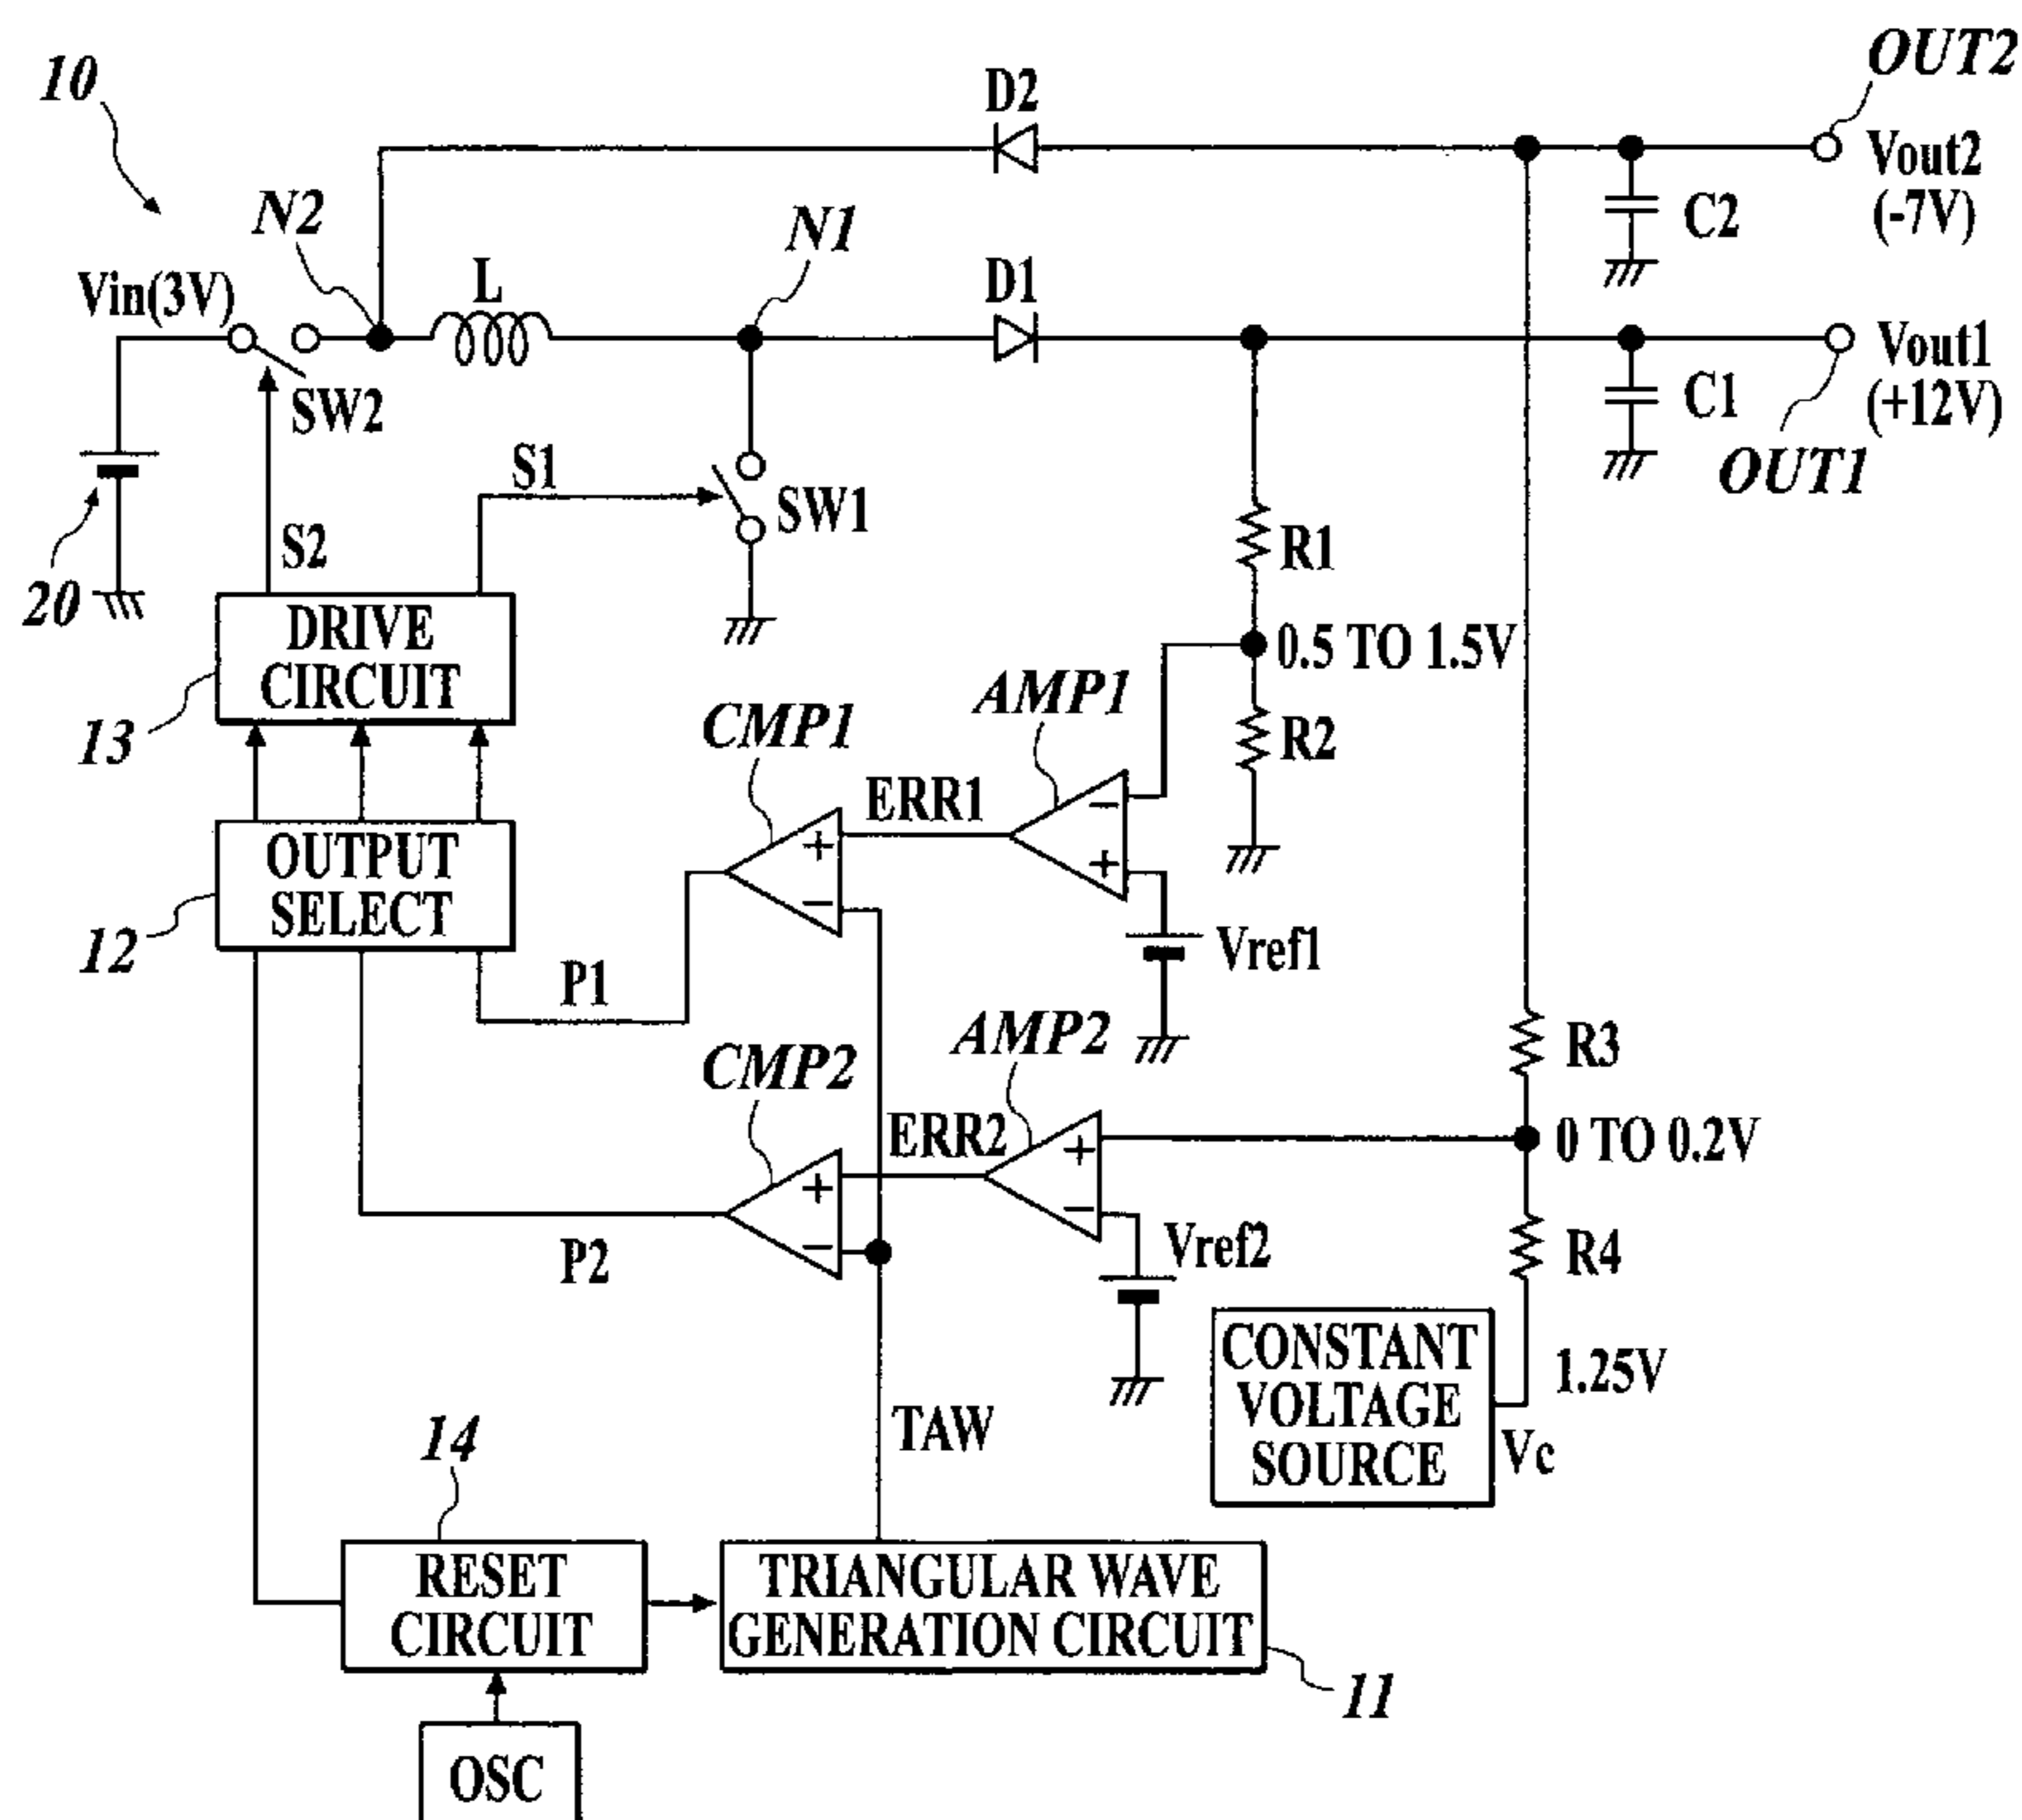 OUT2
10
D2
Vout2
(-7V)
C2
N2
N1
Vin(3V)
L
D1
Vout1
(+12V)
C1
OUT1
SW2
S1
SW1
R1
S2
20
DRIVE
CIRCUIT
13
0.5 TO 1.5V
R2
AMP1
CMP1
ERR1
−
+
+
−
OUTPUT
SELECT
12
Vref1
P1
AMP2
CMP2
R3
ERR2
0 TO 0.2V
+
−
+
−
P2
Vref2
R4
CONSTANT
VOLTAGE
SOURCE
1.25V
Vc
TAW
14
RESET
CIRCUIT
TRIANGULAR WAVE
GENERATION CIRCUIT
11
OSC